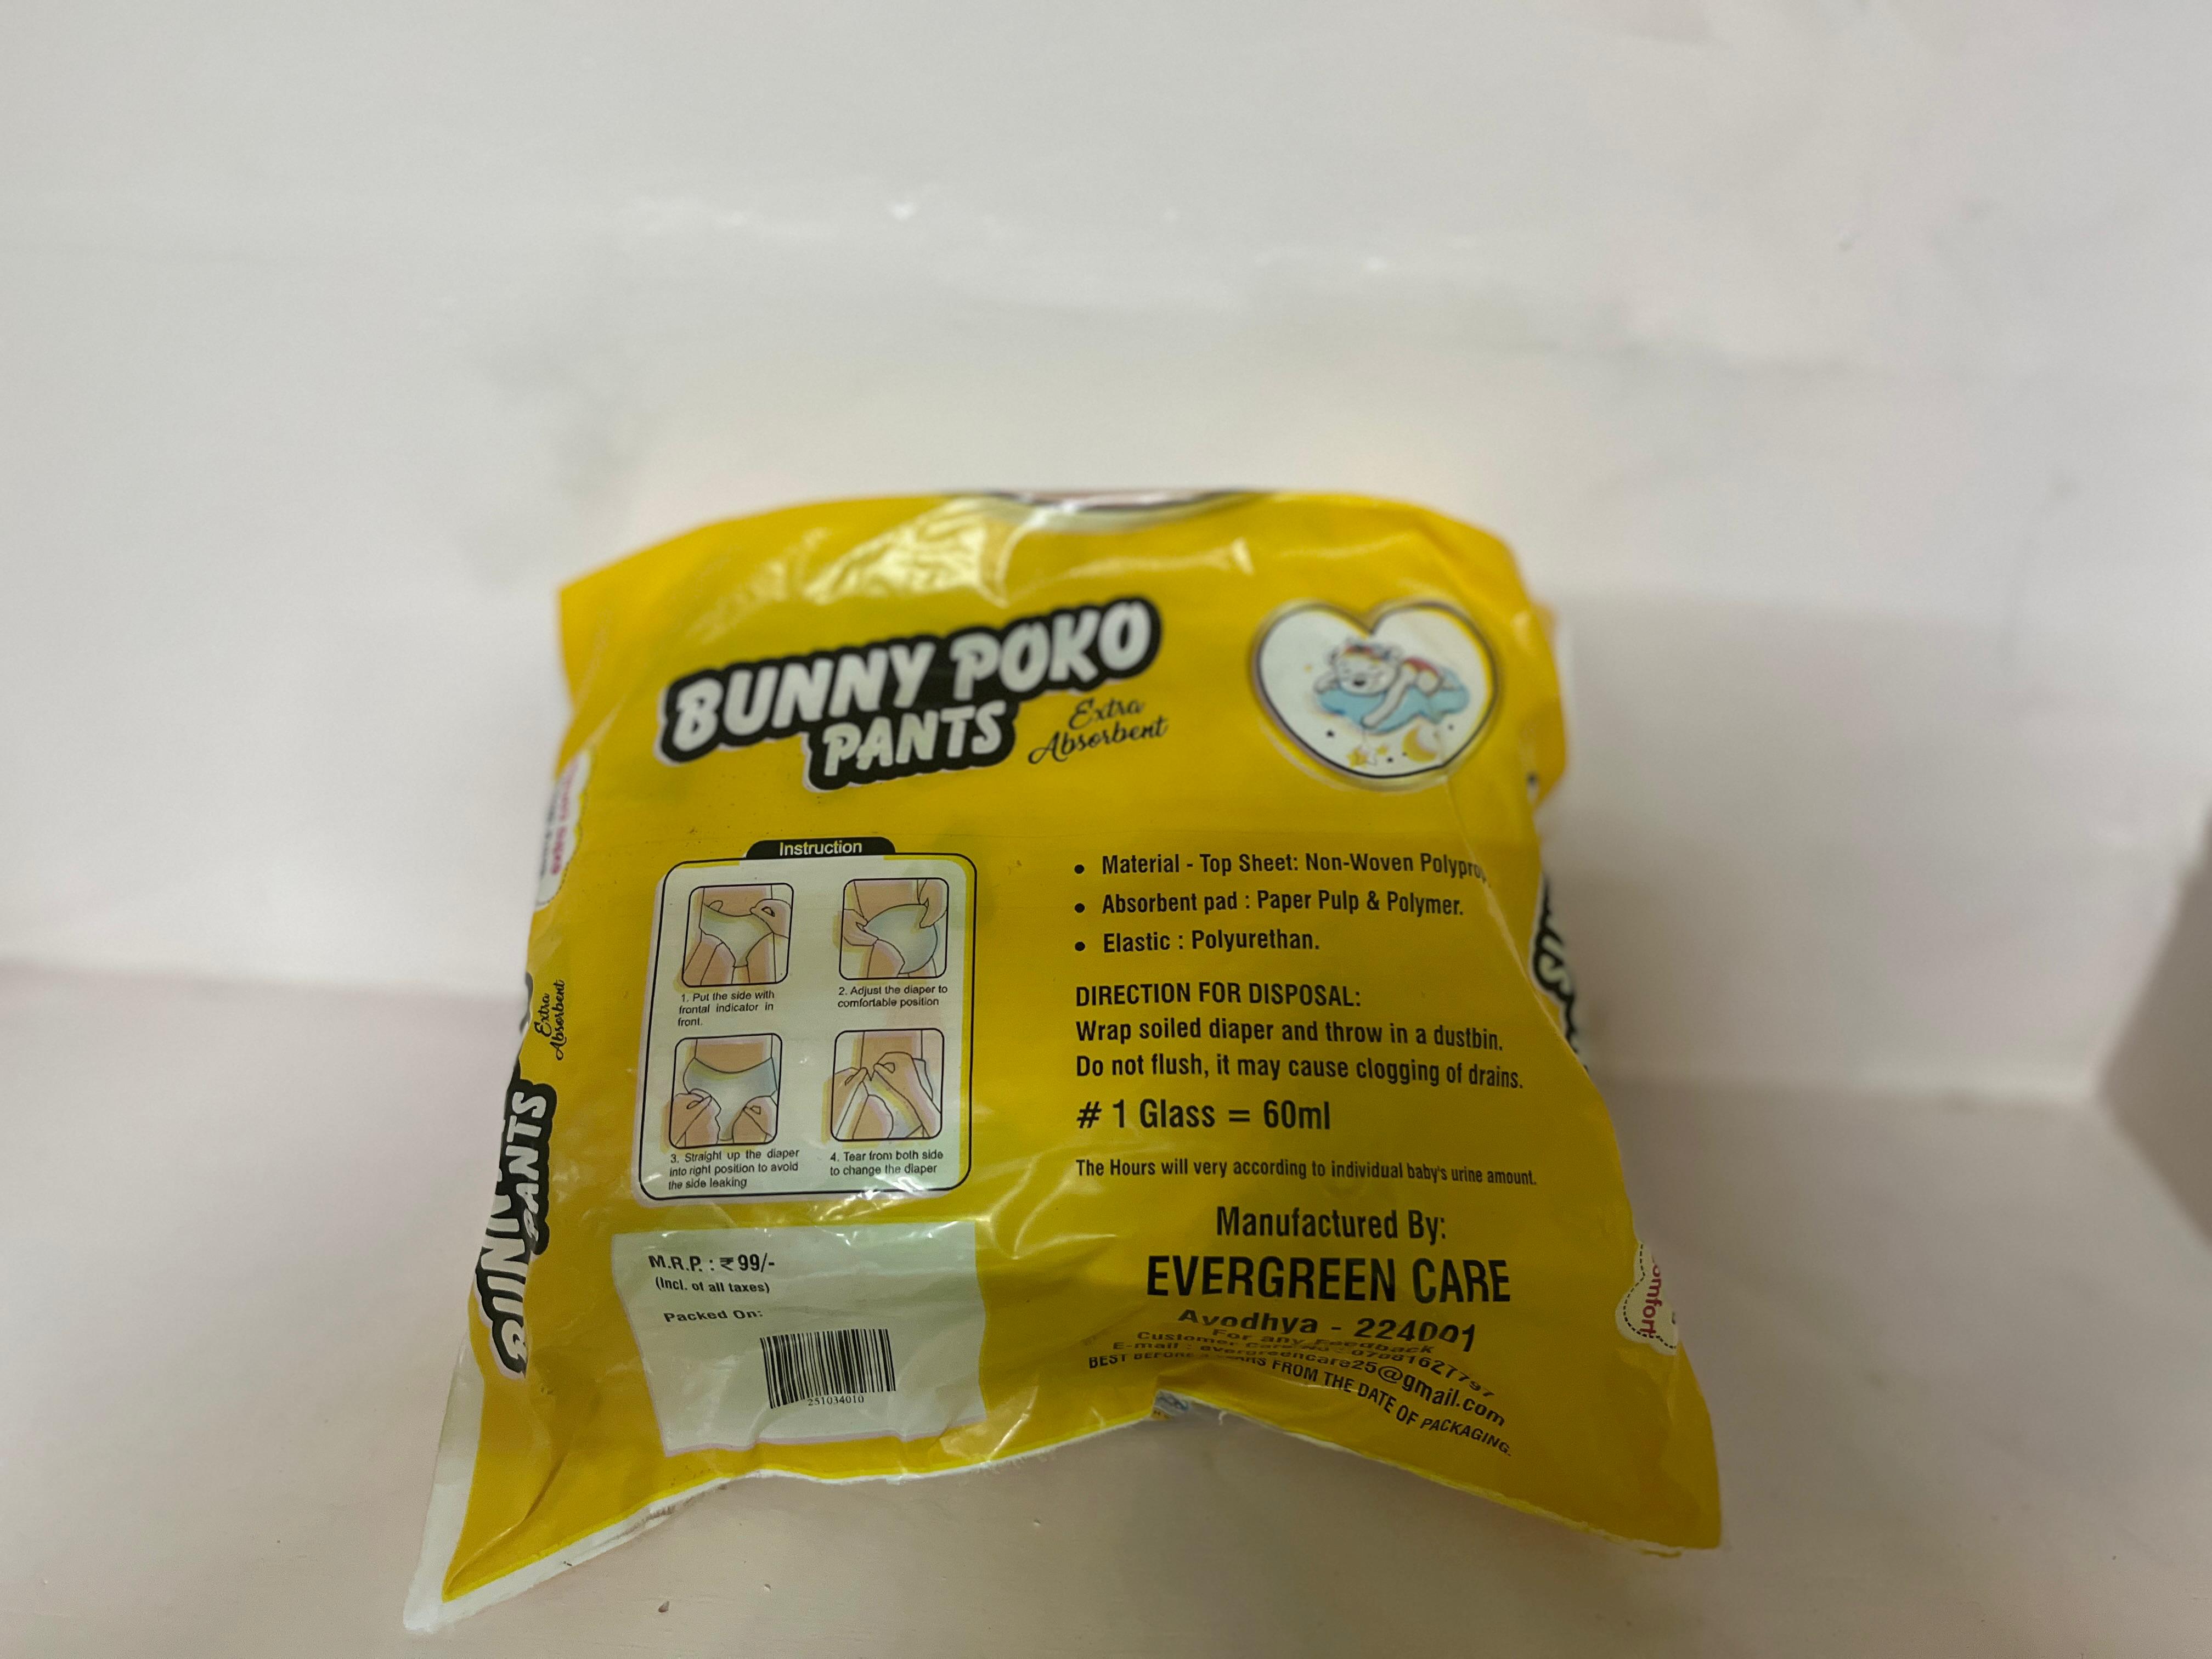 BUNNY POKO
PANTS
Extra
Absorbent
Instruction
1. Put the side with
frontal indicator in
front.
2. Adjust the diaper to
comfortable position
3. Straight up the diaper
into right position to avoid
the side leaking
4. Tear from both side
to change the diaper
• Material - Top Sheet: Non-Woven
• Absorbent pad : Paper Pulp & Polymer.
• Elastic : Polyurethan.
DIRECTION FOR DISPOSAL:
Wrap soiled diaper and throw in a dustbin.
Do not flush, it may cause clogging of drains.
# 1 Glass = 60ml
The Hours will very according to individual baby's urine amount.
Manufactured By:
EVERGREEN CARE
Ayodhya - 224001
For any Feedback
Customer Care No
E-mail : evergreencare25@gmail.com
BEST BEFORE FROM THE DATE OF PACKAGING.
M.R.P. : ₹ 99/-
(Incl. of all taxes)
Packed On:
251034010
Extra
Absorbent
PANTS